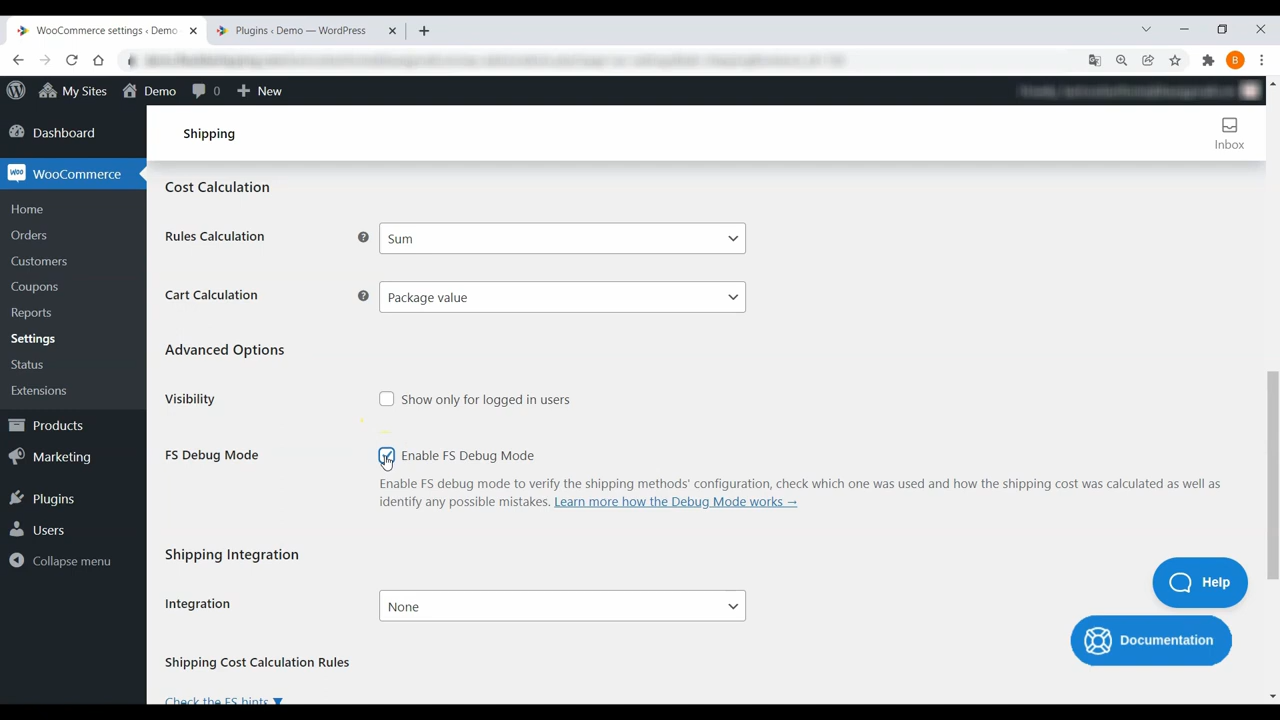 WooCommerce settings ‹ Demo
Plugins ‹ Demo — WordPress
B
My Sites
Demo
0
New
Dashboard
Shipping
Inbox
WooCommerce
Home
Orders
Customers
Coupons
Reports
Settings
Status
Extensions
Products
Marketing
Plugins
Users
Collapse menu
Cost Calculation
Rules Calculation
Sum
Cart Calculation
Package value
Advanced Options
Visibility
Show only for logged in users
FS Debug Mode
Enable FS Debug Mode
Enable FS debug mode to verify the shipping methods' configuration, check which one was used and how the shipping cost was calculated as well as
identify any possible mistakes. Learn more how the Debug Mode works →
Shipping Integration
Integration
None
Shipping Cost Calculation Rules
Check the FS hints ▼
Help
Documentation